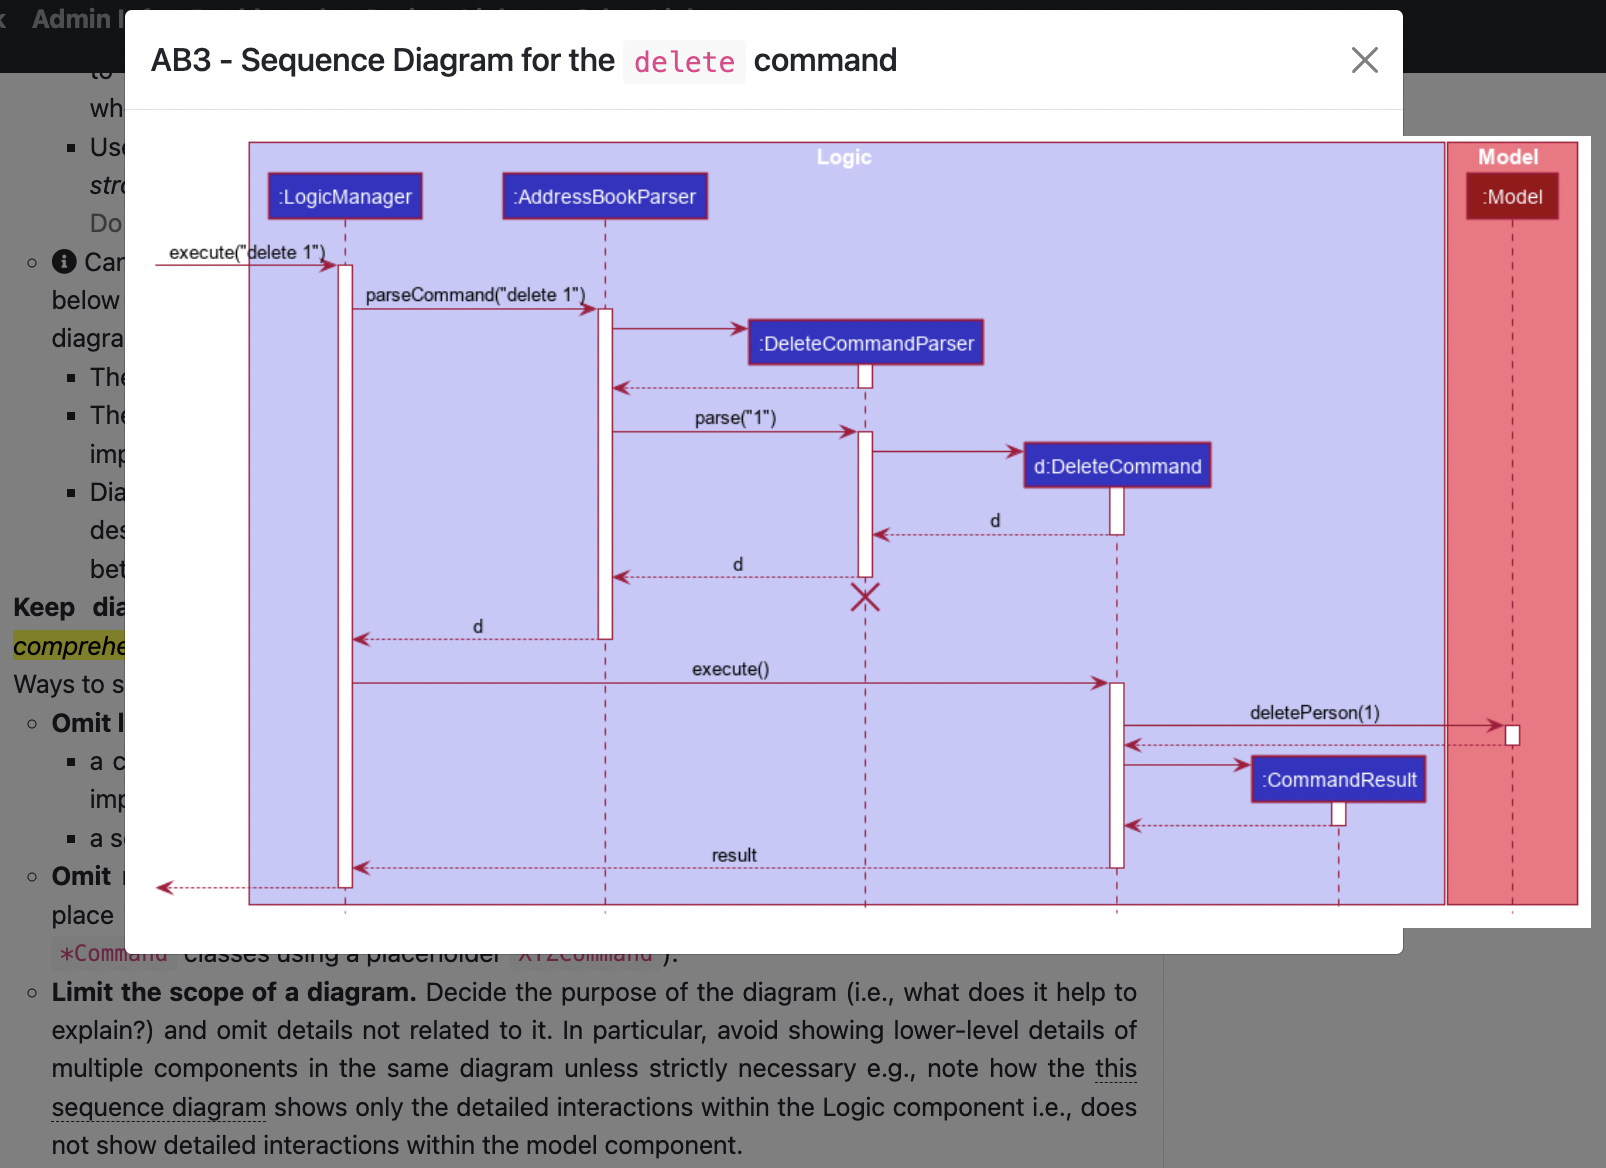 Admin
AB3 - Sequence Diagram for the delete command
to
wh
Use
stro
Do
Can
below
diagra
The
The
imp
Dia
des
bet
Keep dia
comprehe
Ways to s
Omit l
a c
imp
a s
Omit
place
Logic
Model
:LogicManager
:AddressBookParser
:Model
execute("delete 1")
parseCommand("delete 1")
:DeleteCommandParser
parse("1")
d:DeleteCommand
d
d
d
execute()
deletePerson(1)
:CommandResult
result
*Command classes using a placeholder XYZCommand ).
Limit the scope of a diagram. Decide the purpose of the diagram (i.e., what does it help to
explain?) and omit details not related to it. In particular, avoid showing lower-level details of
multiple components in the same diagram unless strictly necessary e.g., note how the this
sequence diagram shows only the detailed interactions within the Logic component i.e., does
not show detailed interactions within the model component.